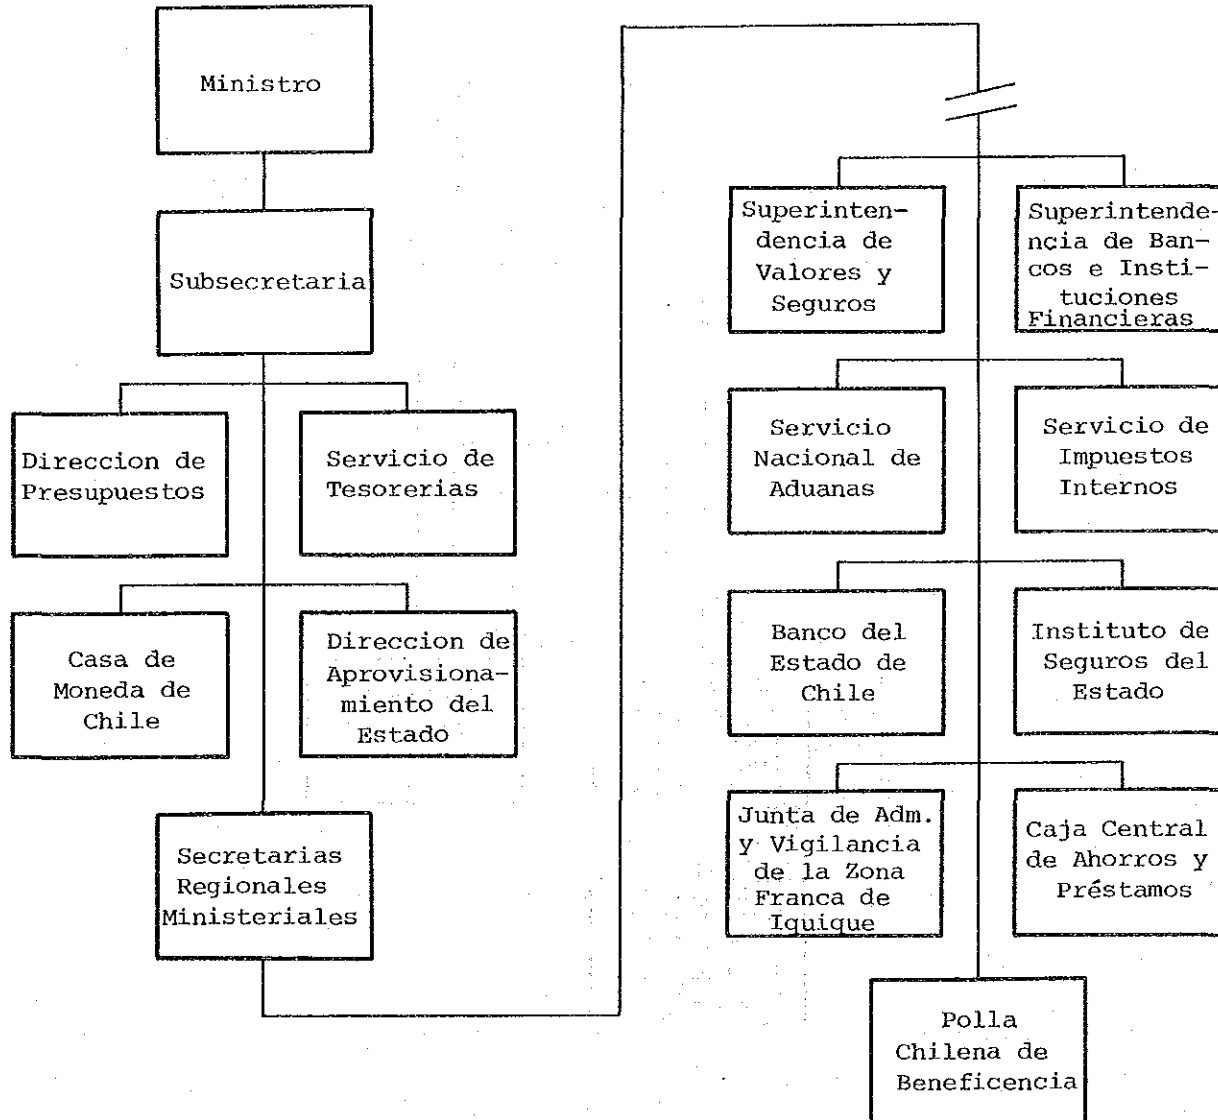 Ministro
Subsecretaria
Direccion de
Presupuestos
Servicio de
Tesorerias
Casa de
Moneda de
Chile
Direccion de
Aprovisiona-
miento del
Estado
Secretarias
Regionales
Ministeriales
Superinten-
dencia de
Valores y
Seguros
Superintende-
ncia de Ban-
cos e Insti-
tuciones
Financieras
Servicio
Nacional de
Aduanas
Servicio de
Impuestos
Internos
Banco del
Estado de
Chile
Instituto de
Seguros del
Estado
Junta de Adm.
y Vigilancia
de la Zona
Franca de
Iquique
Caja Central
de Ahorros y
Préstamos
Polla
Chilena de
Beneficencia